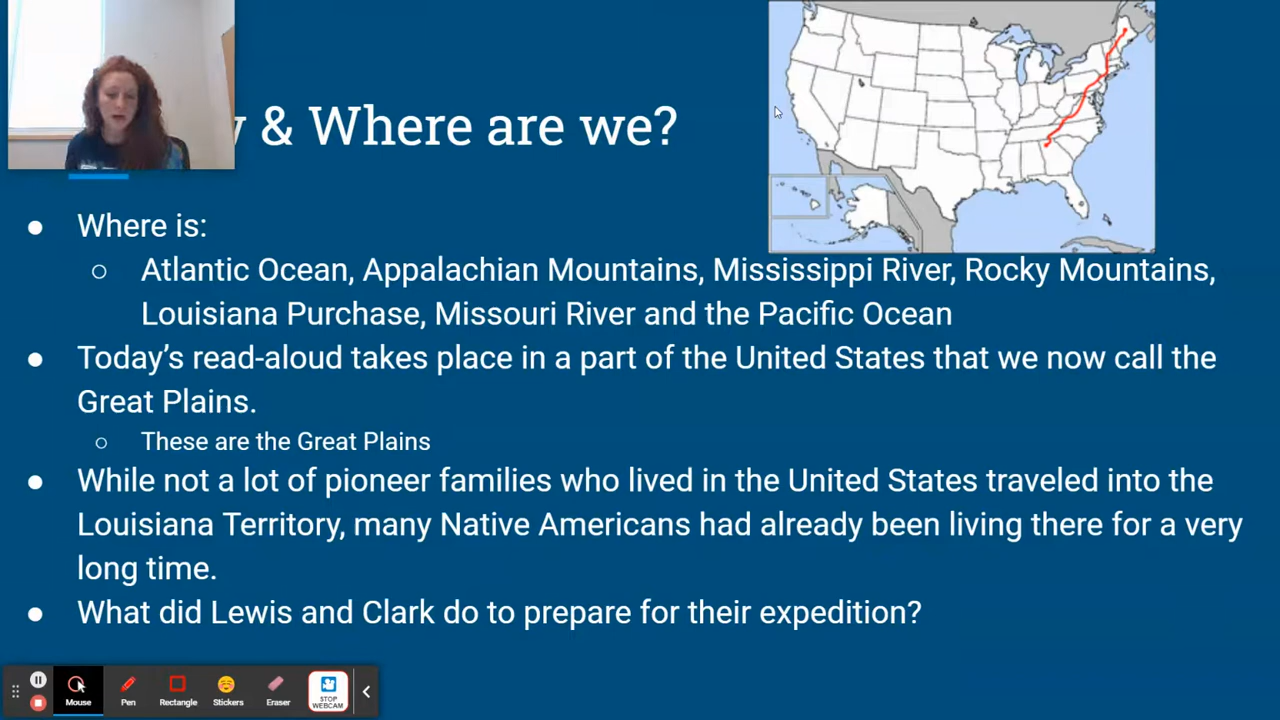 & Where are we?
Where is:
Atlantic Ocean, Appalachian Mountains, Mississippi River, Rocky Mountains,
Louisiana Purchase, Missouri River and the Pacific Ocean
Today’s read-aloud takes place in a part of the United States that we now call the
Great Plains.
These are the Great Plains
While not a lot of pioneer families who lived in the United States traveled into the
Louisiana Territory, many Native Americans had already been living there for a very
long time.
What did Lewis and Clark do to prepare for their expedition?
Mouse
Pen
Rectangle
Stickers
Eraser
STOP
WEBCAM